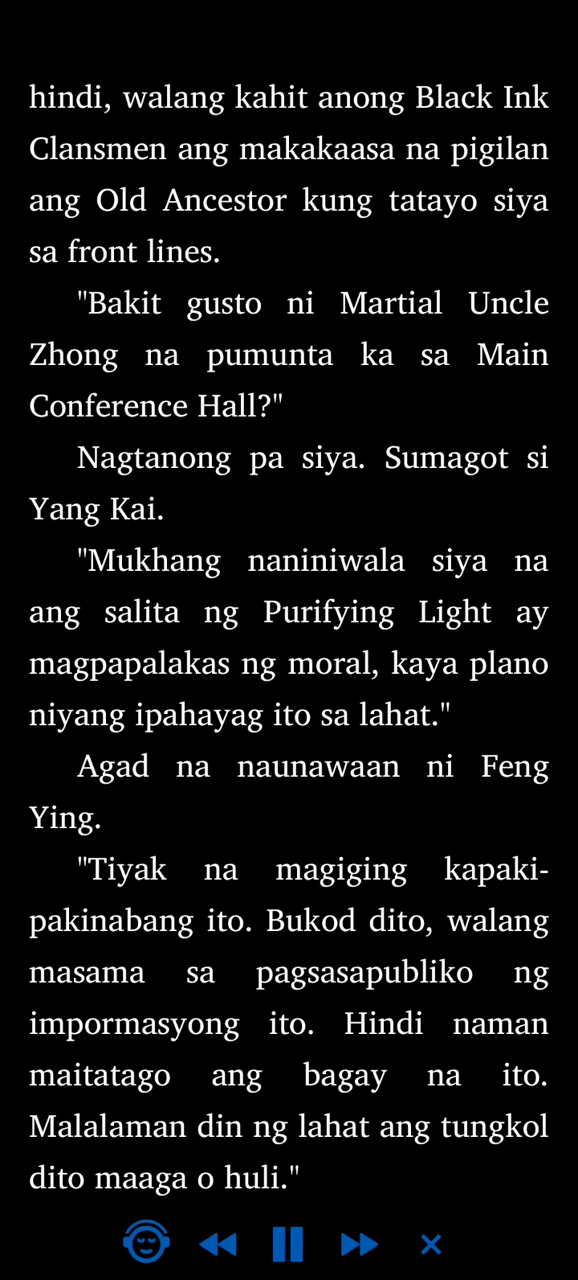 hindi, walang kahit anong Black Ink
Clansmen ang makakaasa na pigilan
ang Old Ancestor kung tatayo siya
sa front lines.
"Bakit gusto ni Martial Uncle
Zhong na pumunta ka sa Main
Conference Hall?"
Nagtanong pa siya. Sumagot si
Yang Kai.
"Mukhang naniniwala siya na
ang salita ng Purifying Light ay
magpapalakas ng moral, kaya plano
niyang ipahayag ito sa lahat."
Agad na naunawaan ni Feng
Ying.
"Tiyak na magiging kapaki-
pakinabang ito. Bukod dito, walang
masama sa pagsasapubliko ng
impormasyong ito. Hindi naman
maitatago ang bagay na ito.
Malalaman din ng lahat ang tungkol
dito maaga o huli."